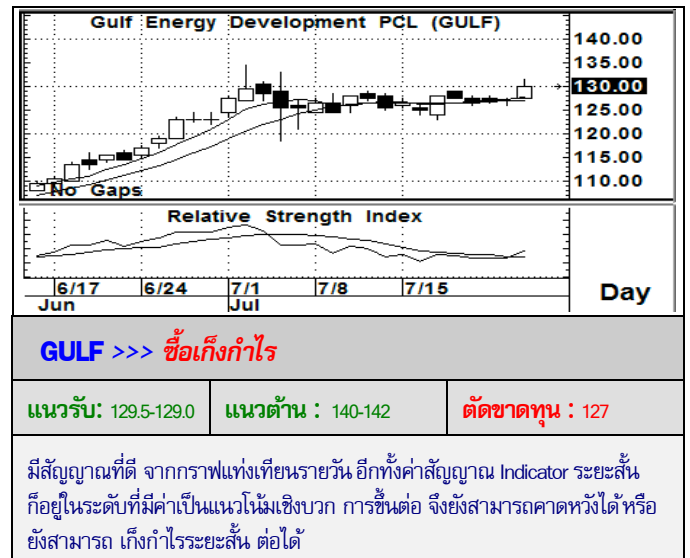 Gulf Energy Development PCL (GULF)
140.00
135.00
130.00
125.00
120.00
115.00
110.00
No Gaps
Relative Strength Index
6/17 6/24 7/1 7/8 7/15
Jun Jul
Day
GULF >>> ซื้อเก็งกำไร
แนวรับ: 129.5-129.0 แนวต้าน : 140-142 ตัดขาดทุน : 127
มีสัญญาณที่ดี จากกราฟแท่งเทียนรายวัน อีกทั้งค่าสัญญาณ Indicator ระยะสั้น
ก็อยู่ในระดับที่มีค่าเป็นแนวโน้มเชิงบวก การขึ้นต่อ จึงยังสามารถคาดหวังได้ หรือ
ยังสามารถ เก็งกำไรระยะสั้น ต่อได้